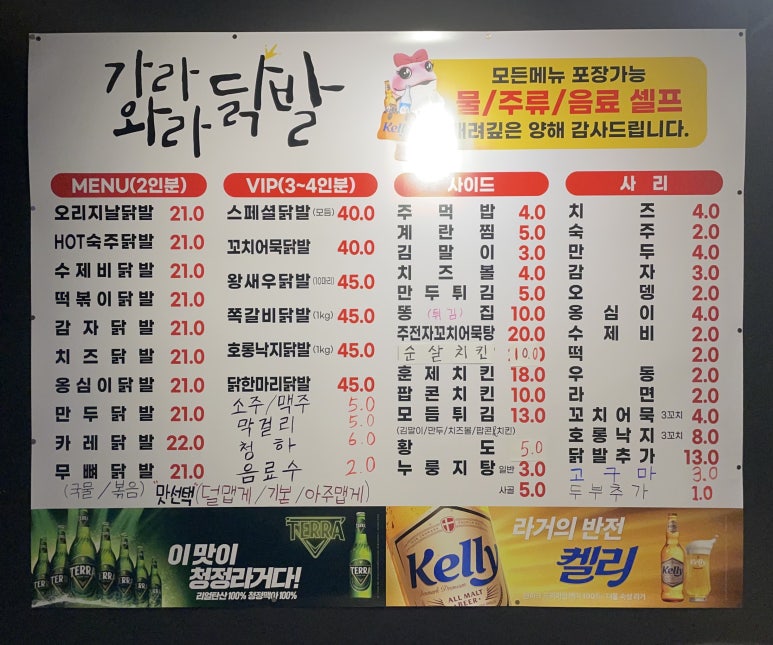 가라
와라 닭발
모든메뉴 포장가능
물/주류/음료 셀프
내려깊은 양해 감사드립니다.
Kelly
MENU(2인분)
오리지날닭발 21.0
HOT숙주닭발 21.0
수제비닭발 21.0
떡볶이닭발 21.0
감자닭발 21.0
치즈닭발 21.0
옹심이닭발 21.0
만두닭발 21.0
카레닭발 22.0
무뼈닭발 21.0
(국물/볶음) "맛선택"(덜맵게/기본/아주맵게)
VIP(3~4인분)
스페셜닭발(모듬) 40.0
꼬치어묵닭발 40.0
왕새우닭발(10마리) 45.0
쪽갈비닭발(1kg) 45.0
호롱낙지닭발(1kg) 45.0
닭한마리닭발 45.0
소주/맥주 5.0
막걸리 5.0
청하 6.0
음료수 2.0
사이드
주먹밥 4.0
계란찜 5.0
김말이 3.0
치즈볼 4.0
만두튀김 5.0
똥(튀김)집 10.0
주전자꼬치어묵탕 20.0
순살치킨 (10.0)
훈제치킨 18.0
팝콘치킨 10.0
모듬튀김 13.0
(김말이/만두/치즈볼/팝콘치킨)
황도 5.0
누룽지탕 일반 3.0
사골 5.0
사리
치즈 4.0
숙주 2.0
만두 4.0
감자 3.0
오뎅 2.0
옹심이 4.0
수제비 2.0
떡 2.0
우동 2.0
라면 2.0
꼬치어묵 3꼬치 4.0
호롱낙지 3꼬치 8.0
닭발추가 13.0
고구마 3.0
두부추가 1.0
TERRA
이 맛이
청정라거다!
리얼탄산 100% 청정맥아 100%
TERRA
Kelly
ALL MALT
BEER
라거의 반전
켈리